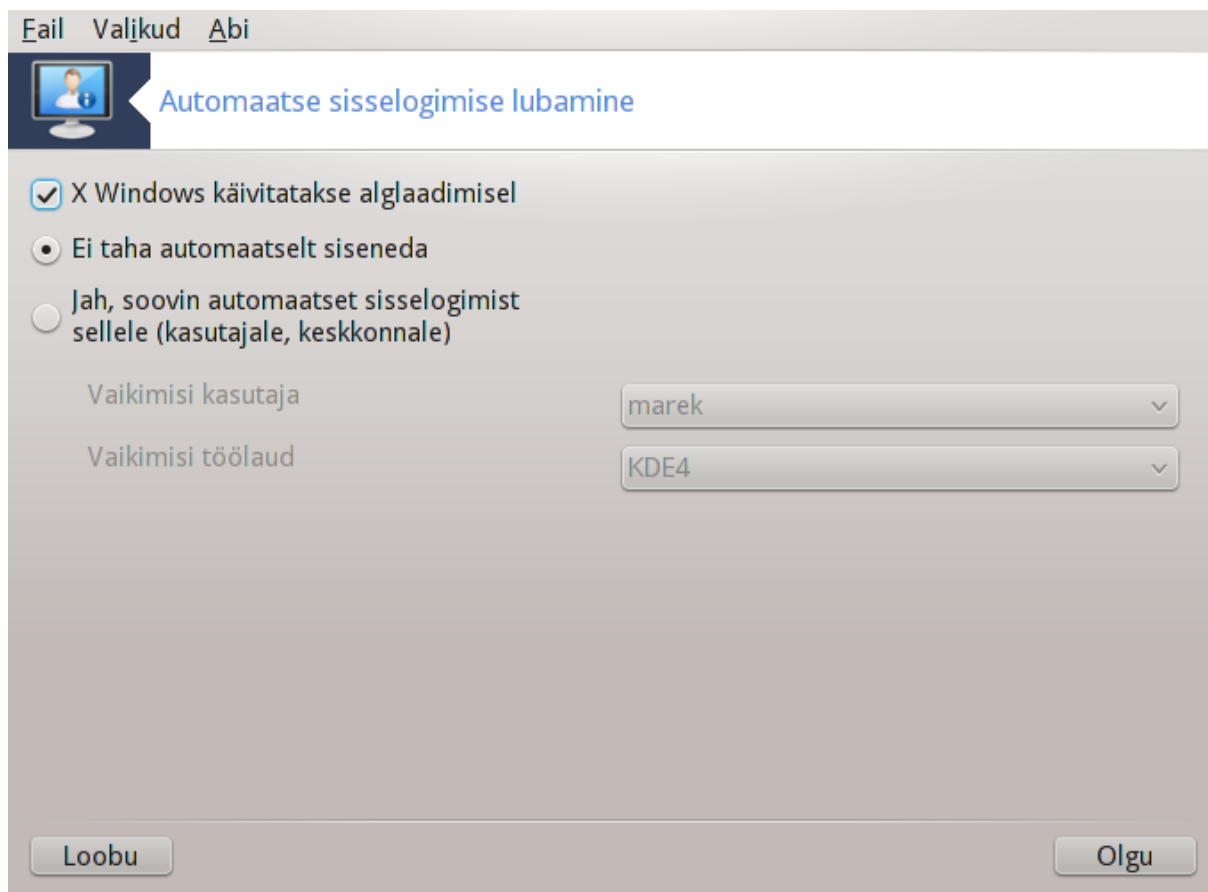 Fail Valikud Abi
Automaatse sisselogimise lubamine
X Windows käivitatakse alglaadimisel
Ei taha automaatselt siseneda
Jah, soovin automaatset sisselogimist
sellele (kasutajale, keskkonnale)
Vaikimisi kasutaja marek
Vaikimisi töölaud KDE4
Loobu Olgu